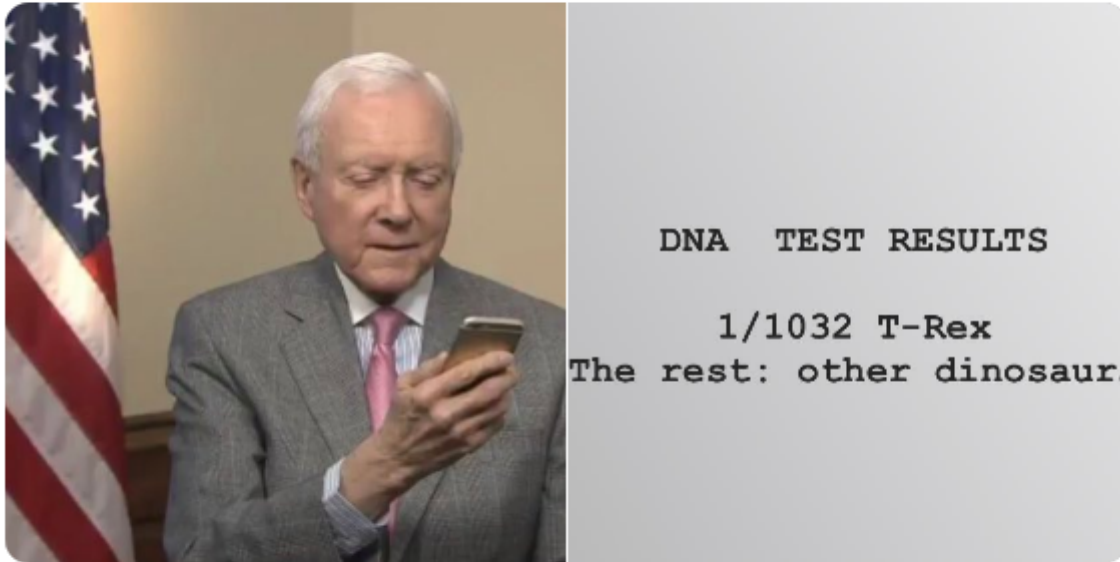 DNA TEST RESULTS
1/1032 T-Rex
The rest: other dinosaur